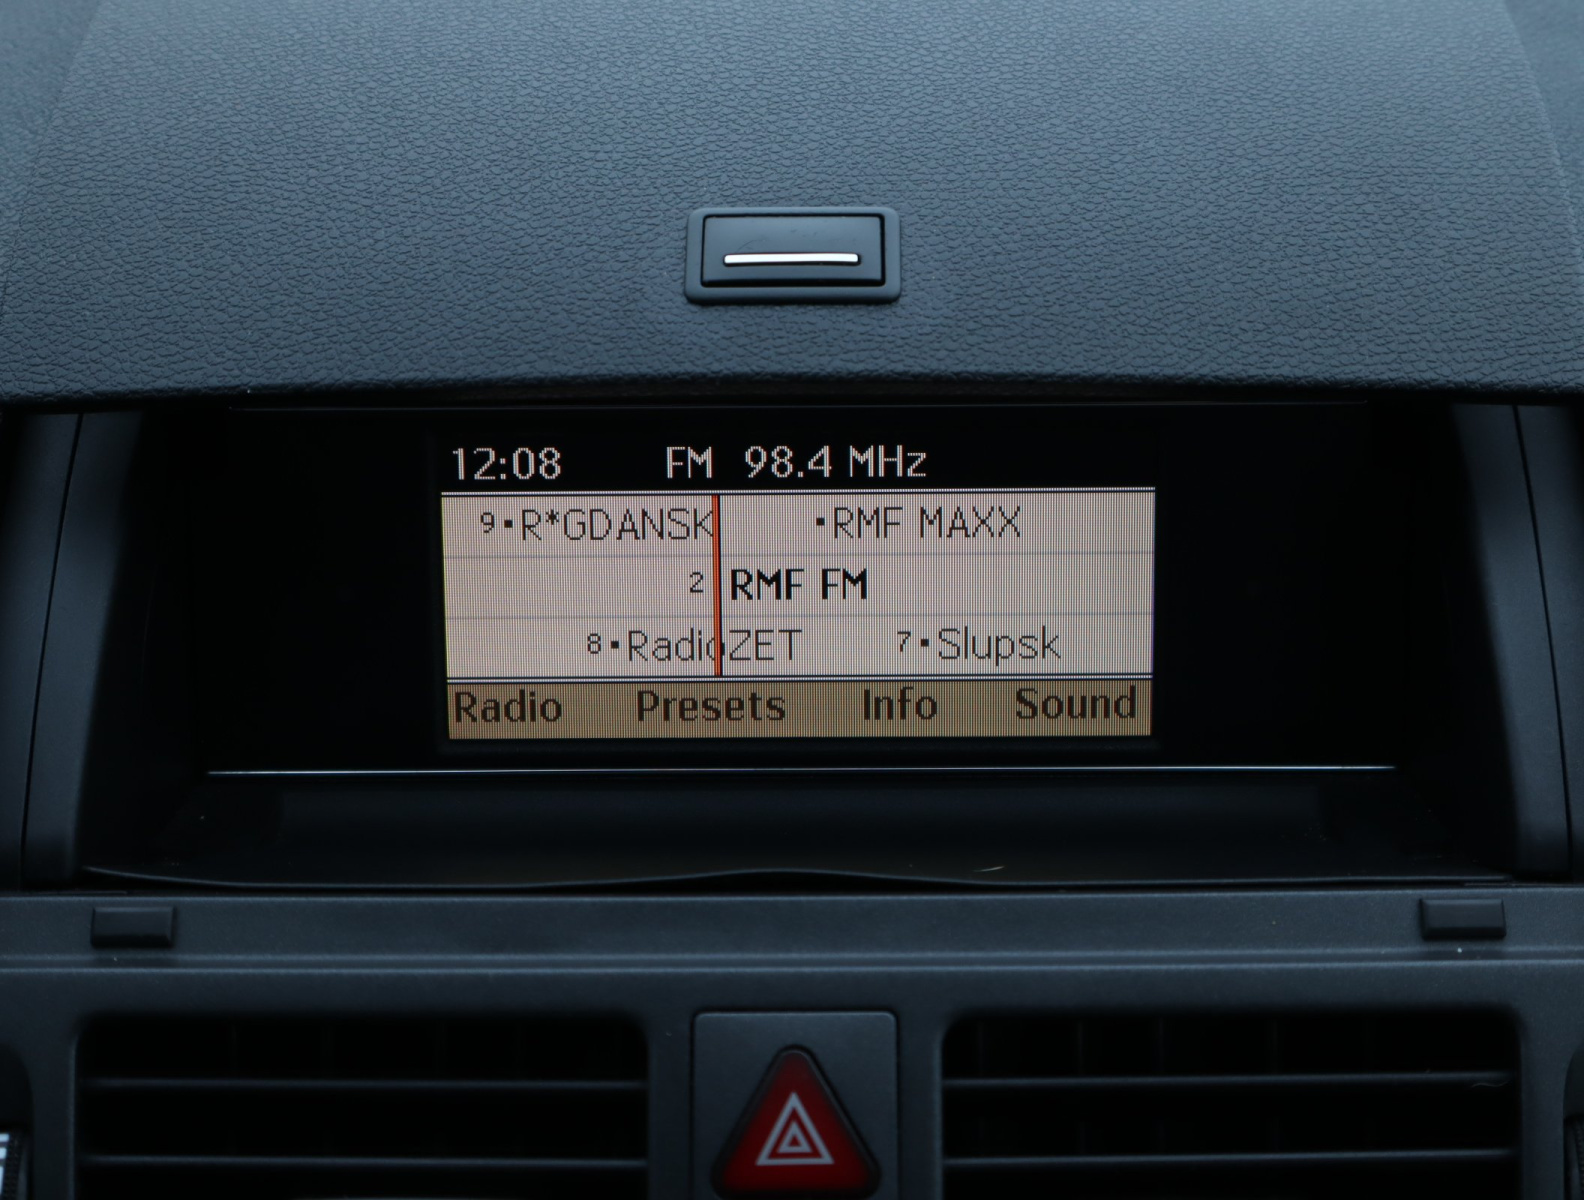 12:08 FM 98.4 MHz
9▪R*GDANSK ▪RMF MAXX
2 RMF FM
8▪RadioZET 7▪Slupsk
Radio Presets Info Sound